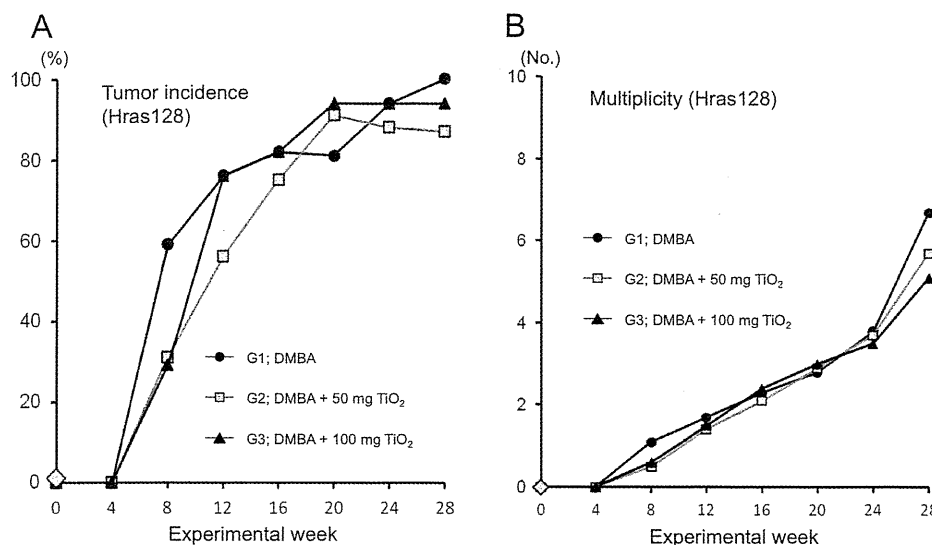 A
(%)
100
80
60
40
20
0
Tumor incidence
(Hras128)
G1; DMBA
G2; DMBA + 50 mg TiO₂
G3; DMBA + 100 mg TiO₂
0 4 8 12 16 20 24 28
Experimental week
B
(No.)
10
8
6
4
2
0
Multiplicity (Hras128)
G1; DMBA
G2; DMBA + 50 mg TiO₂
G3; DMBA + 100 mg TiO₂
0 4 8 12 16 20 24 28
Experimental week